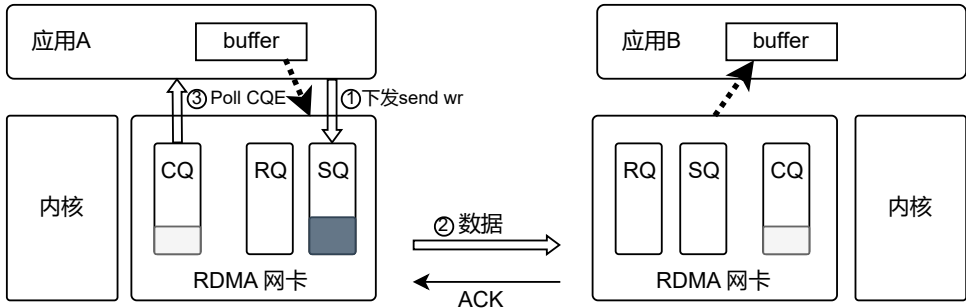 应用A
buffer
③ Poll CQE
①下发send wr
内核
CQ
RQ
SQ
RDMA 网卡
② 数据
ACK
应用B
buffer
RQ
SQ
CQ
RDMA 网卡
内核